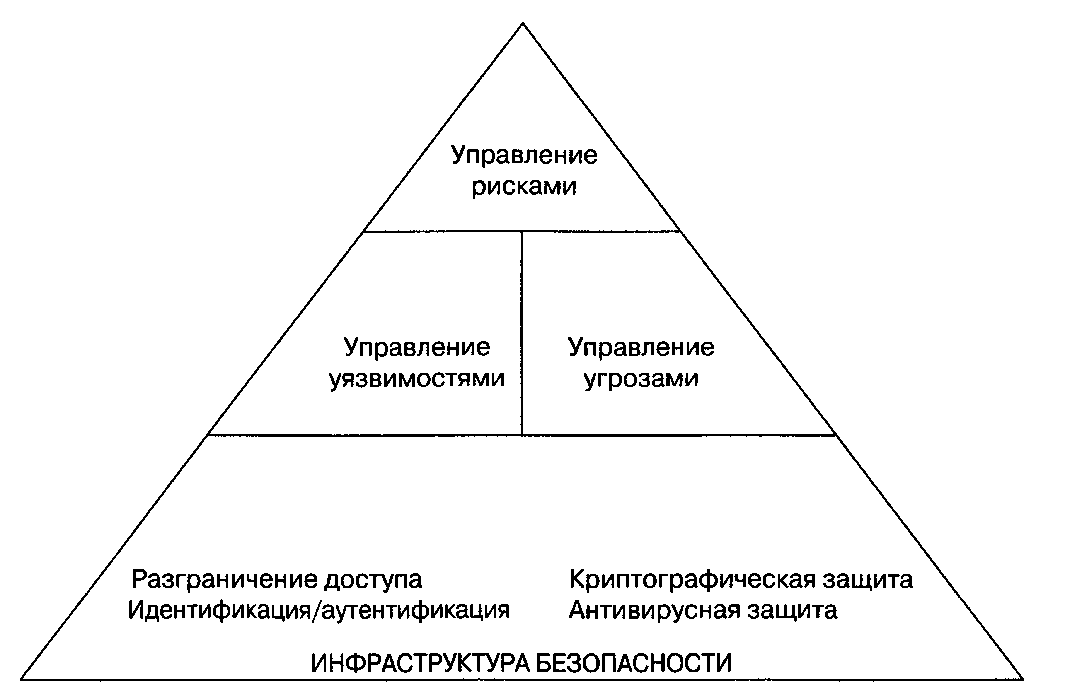 Управление
рисками
Управление
уязвимостями
Управление
угрозами
Разграничение доступа
Идентификация/аутентификация
Криптографическая защита
Антивирусная защита
ИНФРАСТРУКТУРА БЕЗОПАСНОСТИ